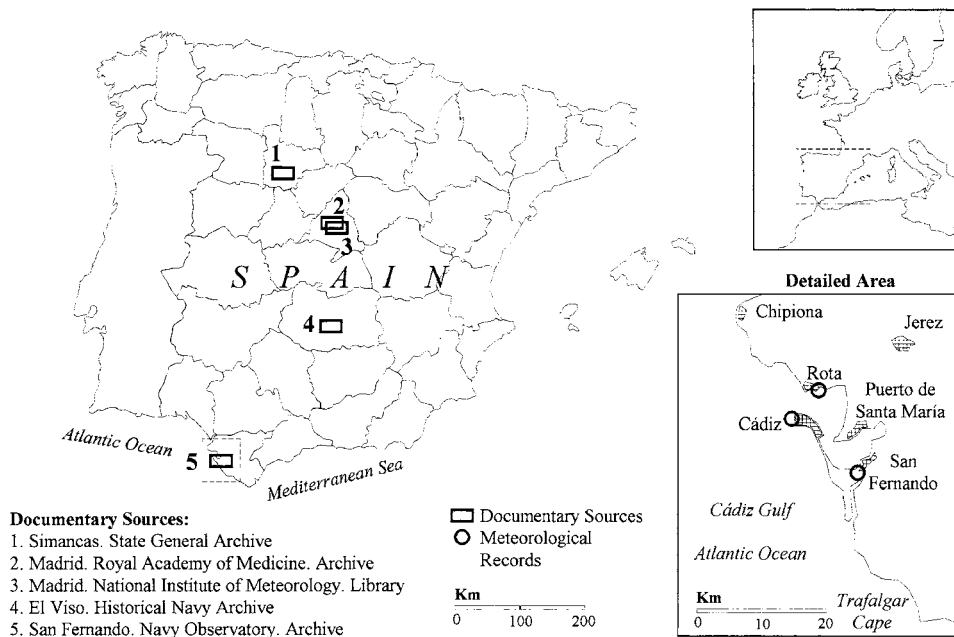 1
2
3
S P A I N
4
Atlantic Ocean
5
Mediterranean Sea
Documentary Sources:
1. Simancas. State General Archive
2. Madrid. Royal Academy of Medicine. Archive
3. Madrid. National Institute of Meteorology. Library
4. El Viso. Historical Navy Archive
5. San Fernando. Navy Observatory. Archive
Documentary Sources
Meteorological
Records
Km
0 100 200
Detailed Area
Chipiona
Jerez
Rota
Puerto de
Santa María
Cádiz
San
Fernando
Cádiz Gulf
Atlantic Ocean
Km
0 10 20
Trafalgar
Cape